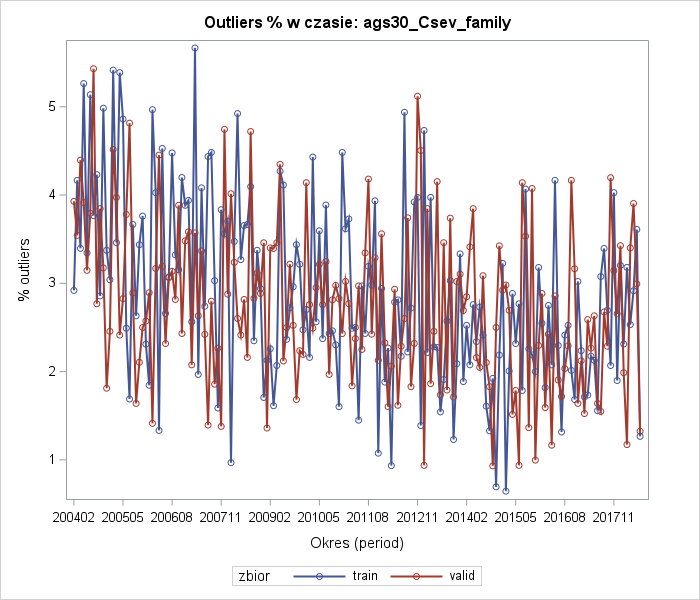 Outliers % w czasie: ags30_Csev_family
% outliers
5
4
3
2
1
200402 200505 200608 200711 200902 201005 201108 201211 201402 201505 201608 201711
Okres (period)
zbior train valid